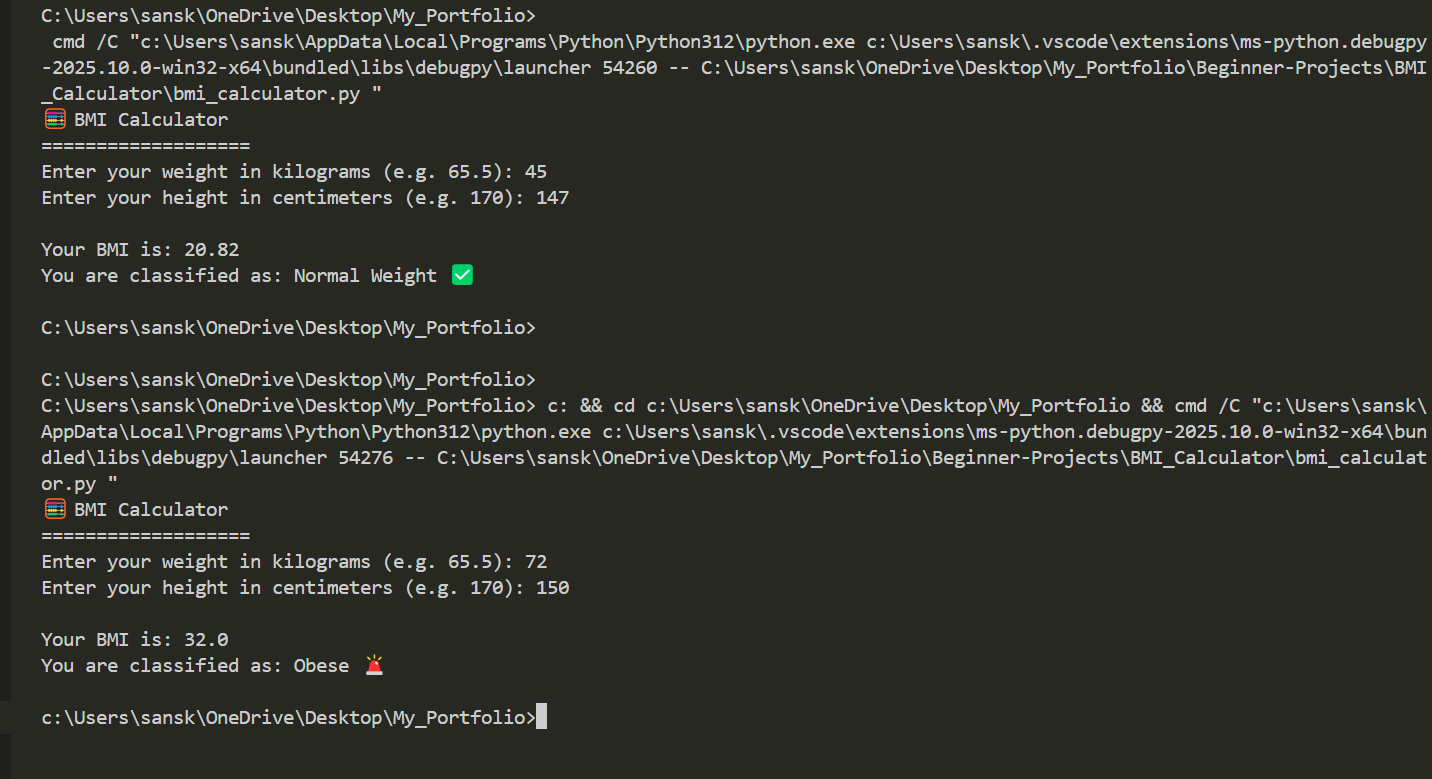 C:\Users\sansk\OneDrive\Desktop\My_Portfolio>
cmd /C "c:\Users\sansk\AppData\Local\Programs\Python\Python312\python.exe c:\Users\sansk\.vscode\extensions\ms-python.debugpy
-2025.10.0-win32-x64\bundled\libs\debugpy\launcher 54260 -- C:\Users\sansk\OneDrive\Desktop\My_Portfolio\Beginner-Projects\BMI
_Calculator\bmi_calculator.py "
🧮 BMI Calculator
===================
Enter your weight in kilograms (e.g. 65.5): 45
Enter your height in centimeters (e.g. 170): 147
Your BMI is: 20.82
You are classified as: Normal Weight ✅
C:\Users\sansk\OneDrive\Desktop\My_Portfolio>
C:\Users\sansk\OneDrive\Desktop\My_Portfolio>
C:\Users\sansk\OneDrive\Desktop\My_Portfolio> c: && cd c:\Users\sansk\OneDrive\Desktop\My_Portfolio && cmd /C "c:\Users\sansk\
AppData\Local\Programs\Python\Python312\python.exe c:\Users\sansk\.vscode\extensions\ms-python.debugpy-2025.10.0-win32-x64\bun
dled\libs\debugpy\launcher 54276 -- C:\Users\sansk\OneDrive\Desktop\My_Portfolio\Beginner-Projects\BMI_Calculator\bmi_calculat
or.py "
🧮 BMI Calculator
===================
Enter your weight in kilograms (e.g. 65.5): 72
Enter your height in centimeters (e.g. 170): 150
Your BMI is: 32.0
You are classified as: Obese 🚨
c:\Users\sansk\OneDrive\Desktop\My_Portfolio>